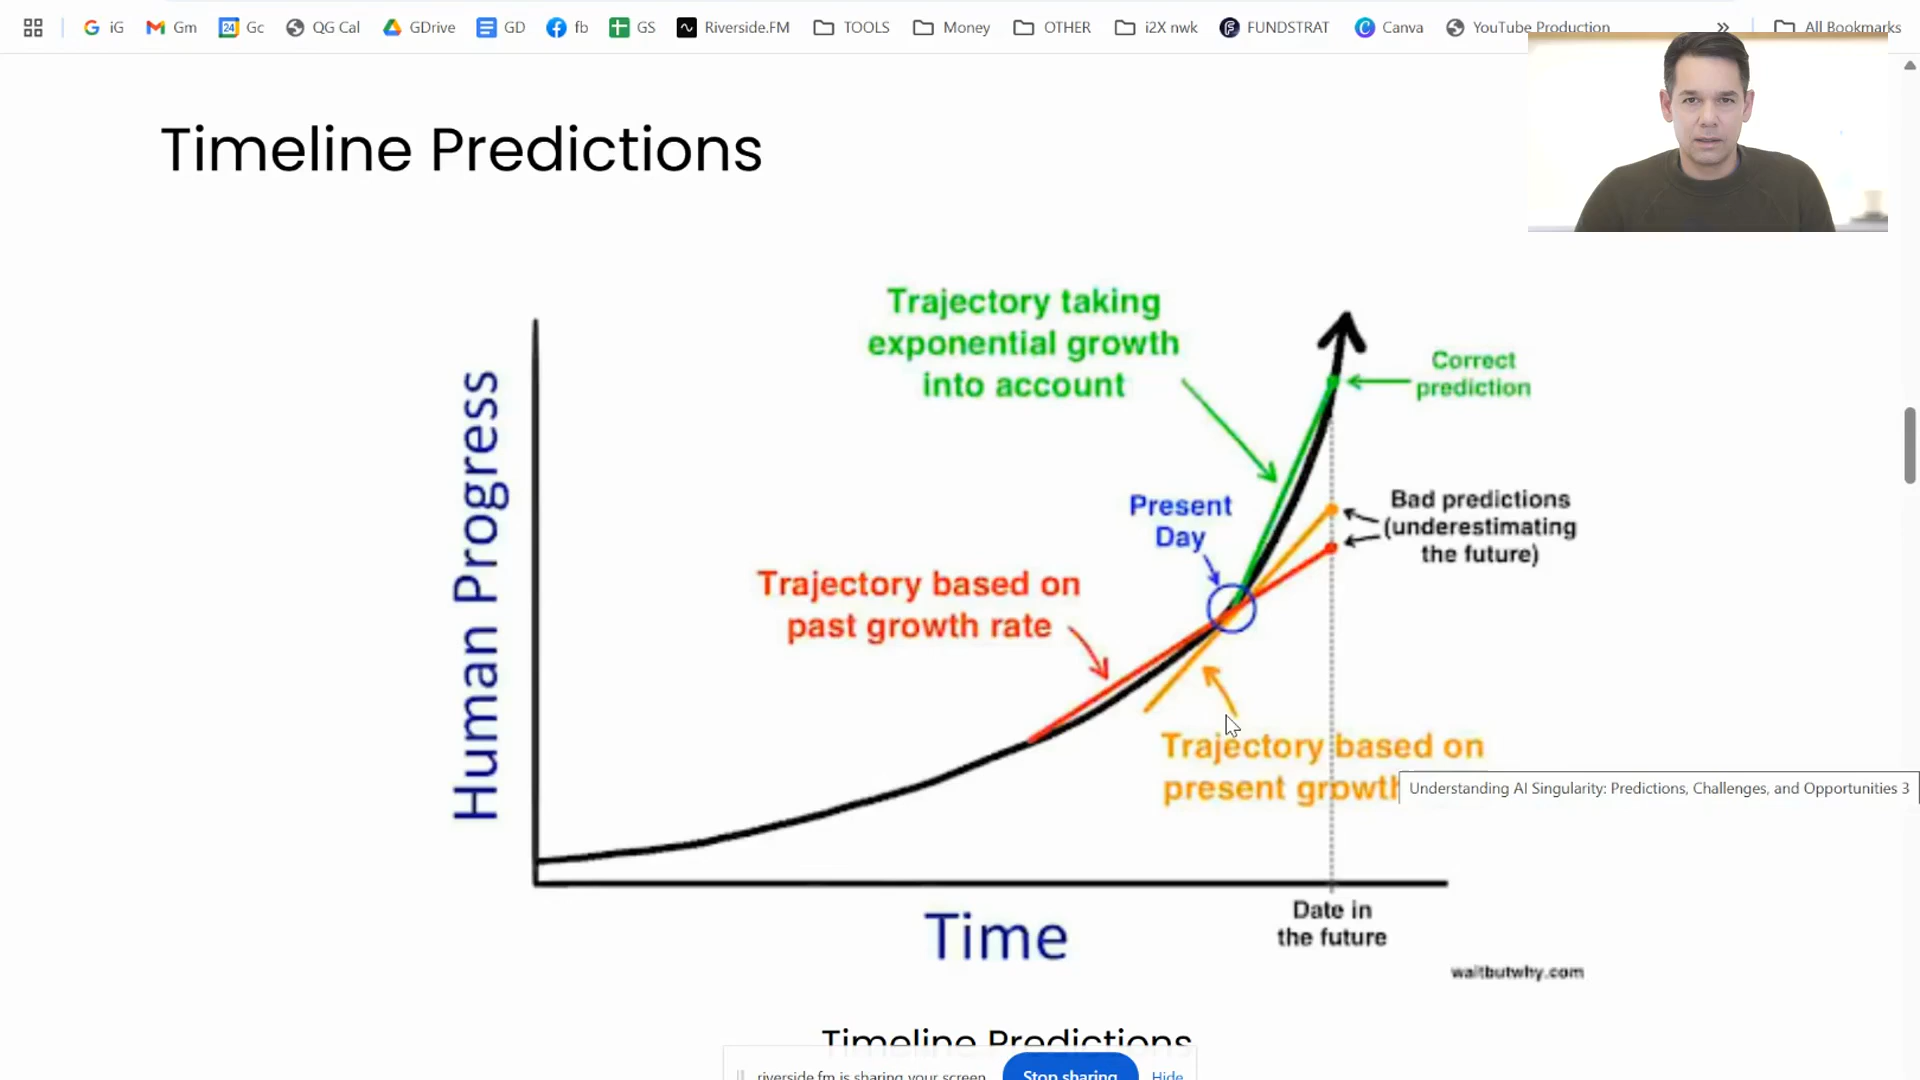 iG Gm 24 Gc QG Cal GDrive GD fb GS Riverside.FM TOOLS Money OTHER i2X nwk FUNDSTRAT Canva YouTube Production » All Bookmarks
Timeline Predictions
Trajectory taking
exponential growth
into account
Correct
prediction
Bad predictions
(underestimating
the future)
Present
Day
Trajectory based on
past growth rate
Human Progress
Trajectory based on
present growth
Understanding AI Singularity: Predictions, Challenges, and Opportunities 3
Date in
the future
Time
waitbutwhy.com
Timeline Predictions
riverside.fm is sharing your screen. Stop sharing Hide